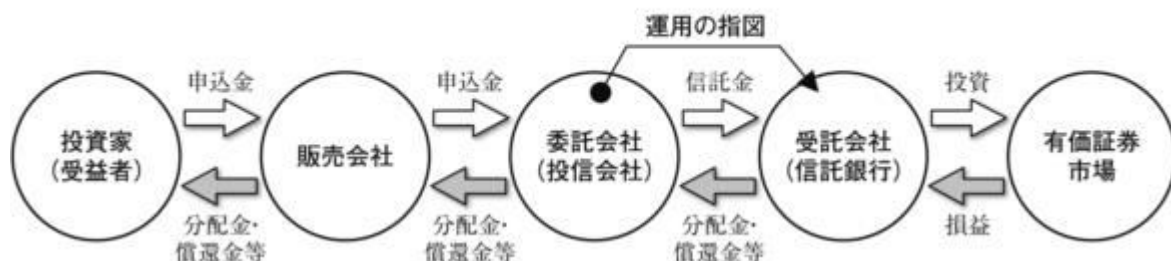 運用の指図
申込金
申込金
信託金
投資
投資家
（受益者）
販売会社
委託会社
（投信会社）
受託会社
（信託銀行）
有価証券
市場
分配金・
償還金等
分配金・
償還金等
分配金・
償還金等
損益